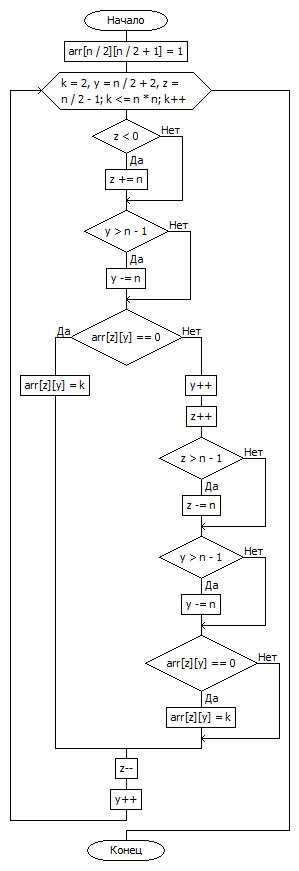 Начало
arr[n / 2][n / 2 + 1] = 1
k = 2, y = n / 2 + 2, z =
n / 2 - 1; k <= n * n; k++
z < 0
Нет
Да
z += n
y > n - 1
Нет
Да
y -= n
arr[z][y] == 0
Да
Нет
arr[z][y] = k
y++
z++
z > n - 1
Нет
Да
z -= n
y > n - 1
Нет
Да
y -= n
arr[z][y] == 0
Нет
Да
arr[z][y] = k
z--
y++
Конец